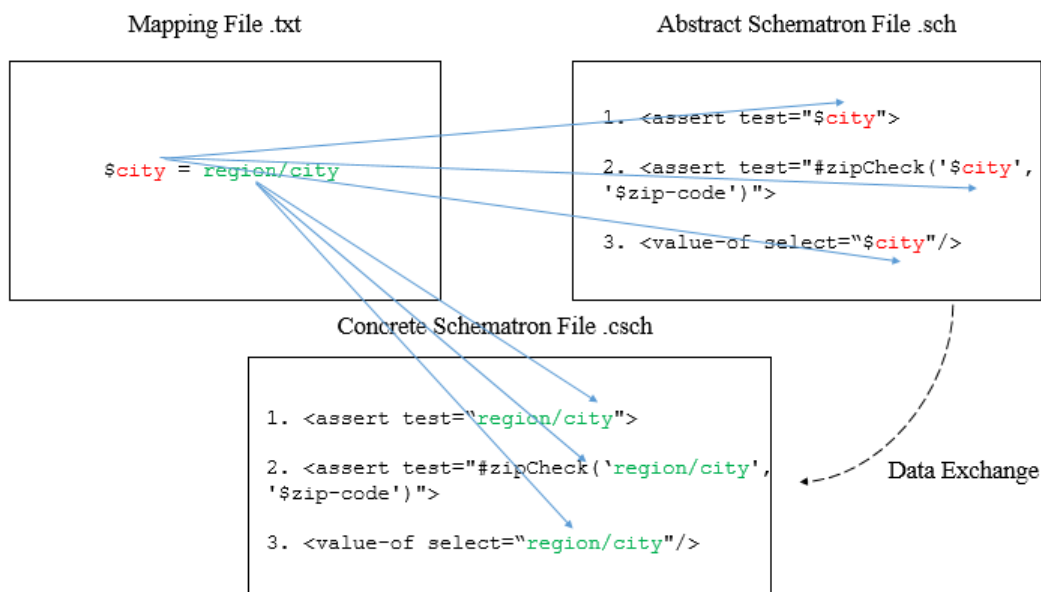 Mapping File .txt
$city = region/city
Abstract Schematron File .sch
1. <assert test="$city">
2. <assert test="#zipCheck('$city',
'$zip-code')">
3. <value-of select=“$city"/>
Concrete Schematron File .csch
1. <assert test=“region/city">
2. <assert test="#zipCheck(‘region/city',
'$zip-code')">
3. <value-of select=“region/city"/>
Data Exchange